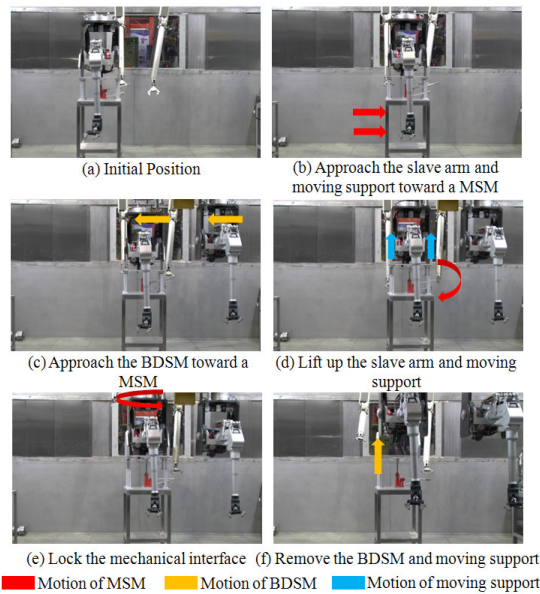 (a) Initial Position
(b) Approach the slave arm and
moving support toward a MSM
(c) Approach the BDSM toward a
MSM
(d) Lift up the slave arm and moving
support
(e) Lock the mechanical interface
(f) Remove the BDSM and moving support
Motion of MSM
Motion of BDSM
Motion of moving support